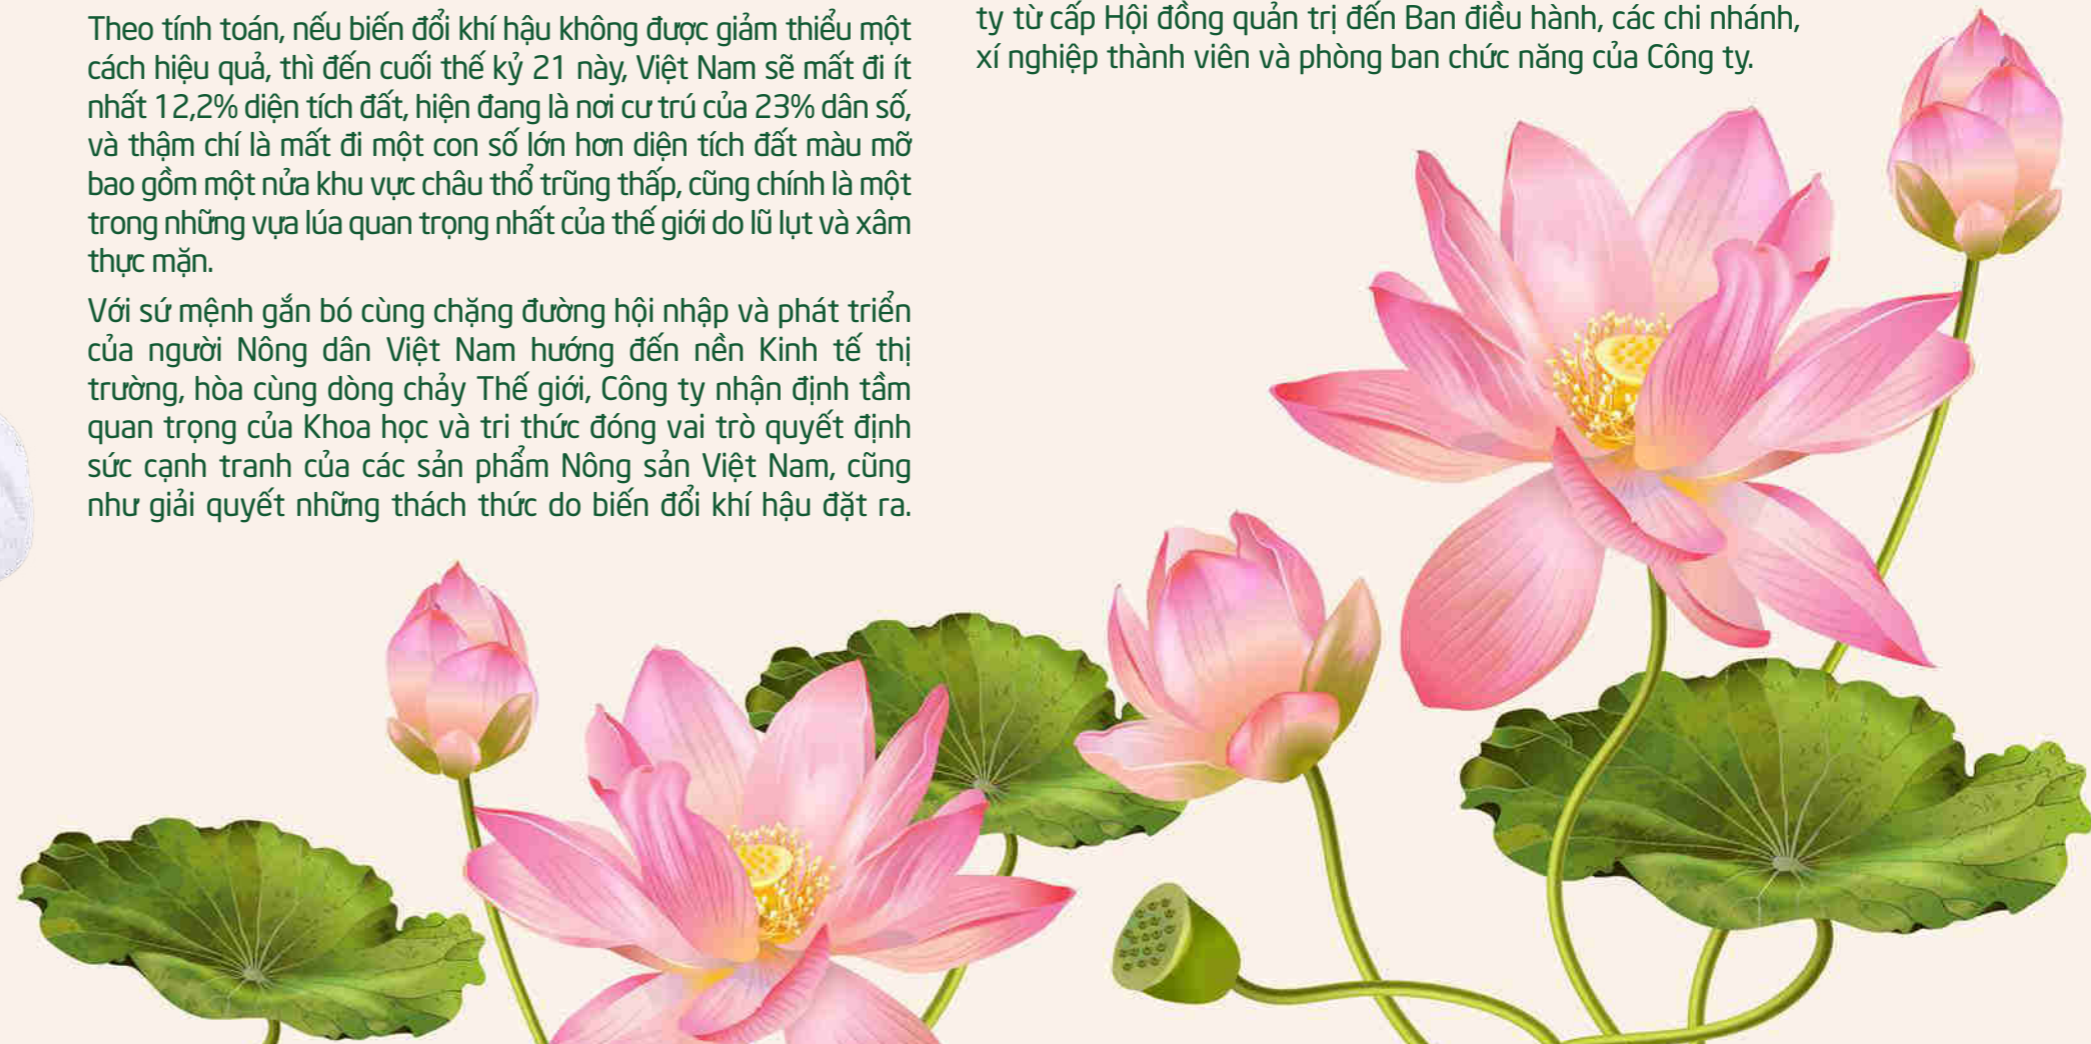 Theo tính toán, nếu biến đổi khí hậu không được giảm thiểu một
cách hiệu quả, thì đến cuối thế kỷ 21 này, Việt Nam sẽ mất đi ít
nhất 12,2% diện tích đất, hiện đang là nơi cư trú của 23% dân số,
và thậm chí là mất đi một con số lớn hơn diện tích đất màu mỡ
bao gồm một nửa khu vực châu thổ trũng thấp, cũng chính là một
trong những vựa lúa quan trọng nhất của thế giới do lũ lụt và xâm
thực mặn.
Với sứ mệnh gắn bó cùng chặng đường hội nhập và phát triển
của người Nông dân Việt Nam hướng đến nền Kinh tế thị
trường, hòa cùng dòng chảy Thế giới, Công ty nhận định tầm
quan trọng của Khoa học và tri thức đóng vai trò quyết định
sức cạnh tranh của các sản phẩm Nông sản Việt Nam, cũng
như giải quyết những thách thức do biến đổi khí hậu đặt ra.
ty từ cấp Hội đồng quản trị đến Ban điều hành, các chi nhánh,
xí nghiệp thành viên và phòng ban chức năng của Công ty.